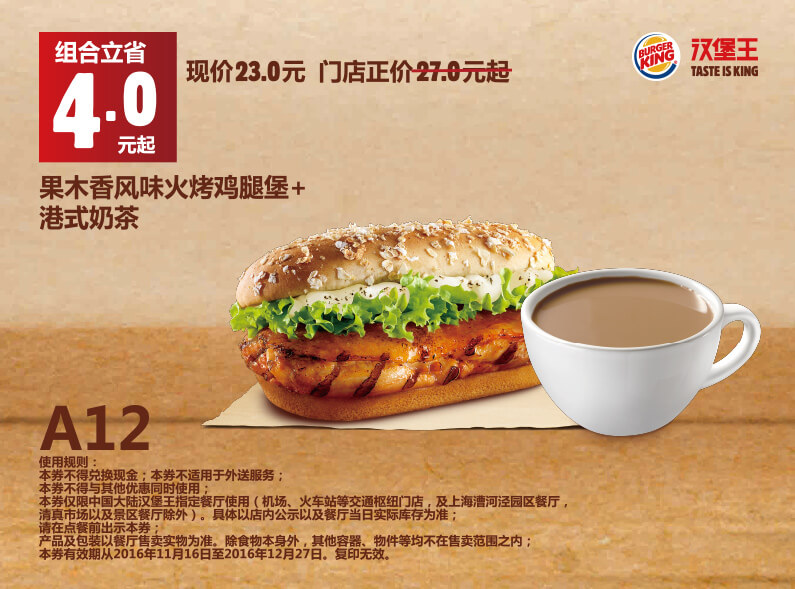 组合立省
4.0
元起
现价23.0元 门店正价27.0元起
BURGER
KING
汉堡王
TASTE IS KING
果木香风味火烤鸡腿堡+
港式奶茶
A12
使用规则：
本券不得兑换现金；本券不适用于外送服务；
本券不得与其他优惠同时使用；
本券仅限中国大陆汉堡王指定餐厅使用（机场、火车站等交通枢纽门店，及上海漕河泾园区餐厅，
清真市场以及景区餐厅除外）。具体以店内公示以及餐厅当日实际库存为准；
请在点餐前出示本券；
产品及包装以餐厅售卖实物为准。除食物本身外，其他容器、物件等均不在售卖范围之内；
本券有效期从2016年11月16日至2016年12月27日。复印无效。